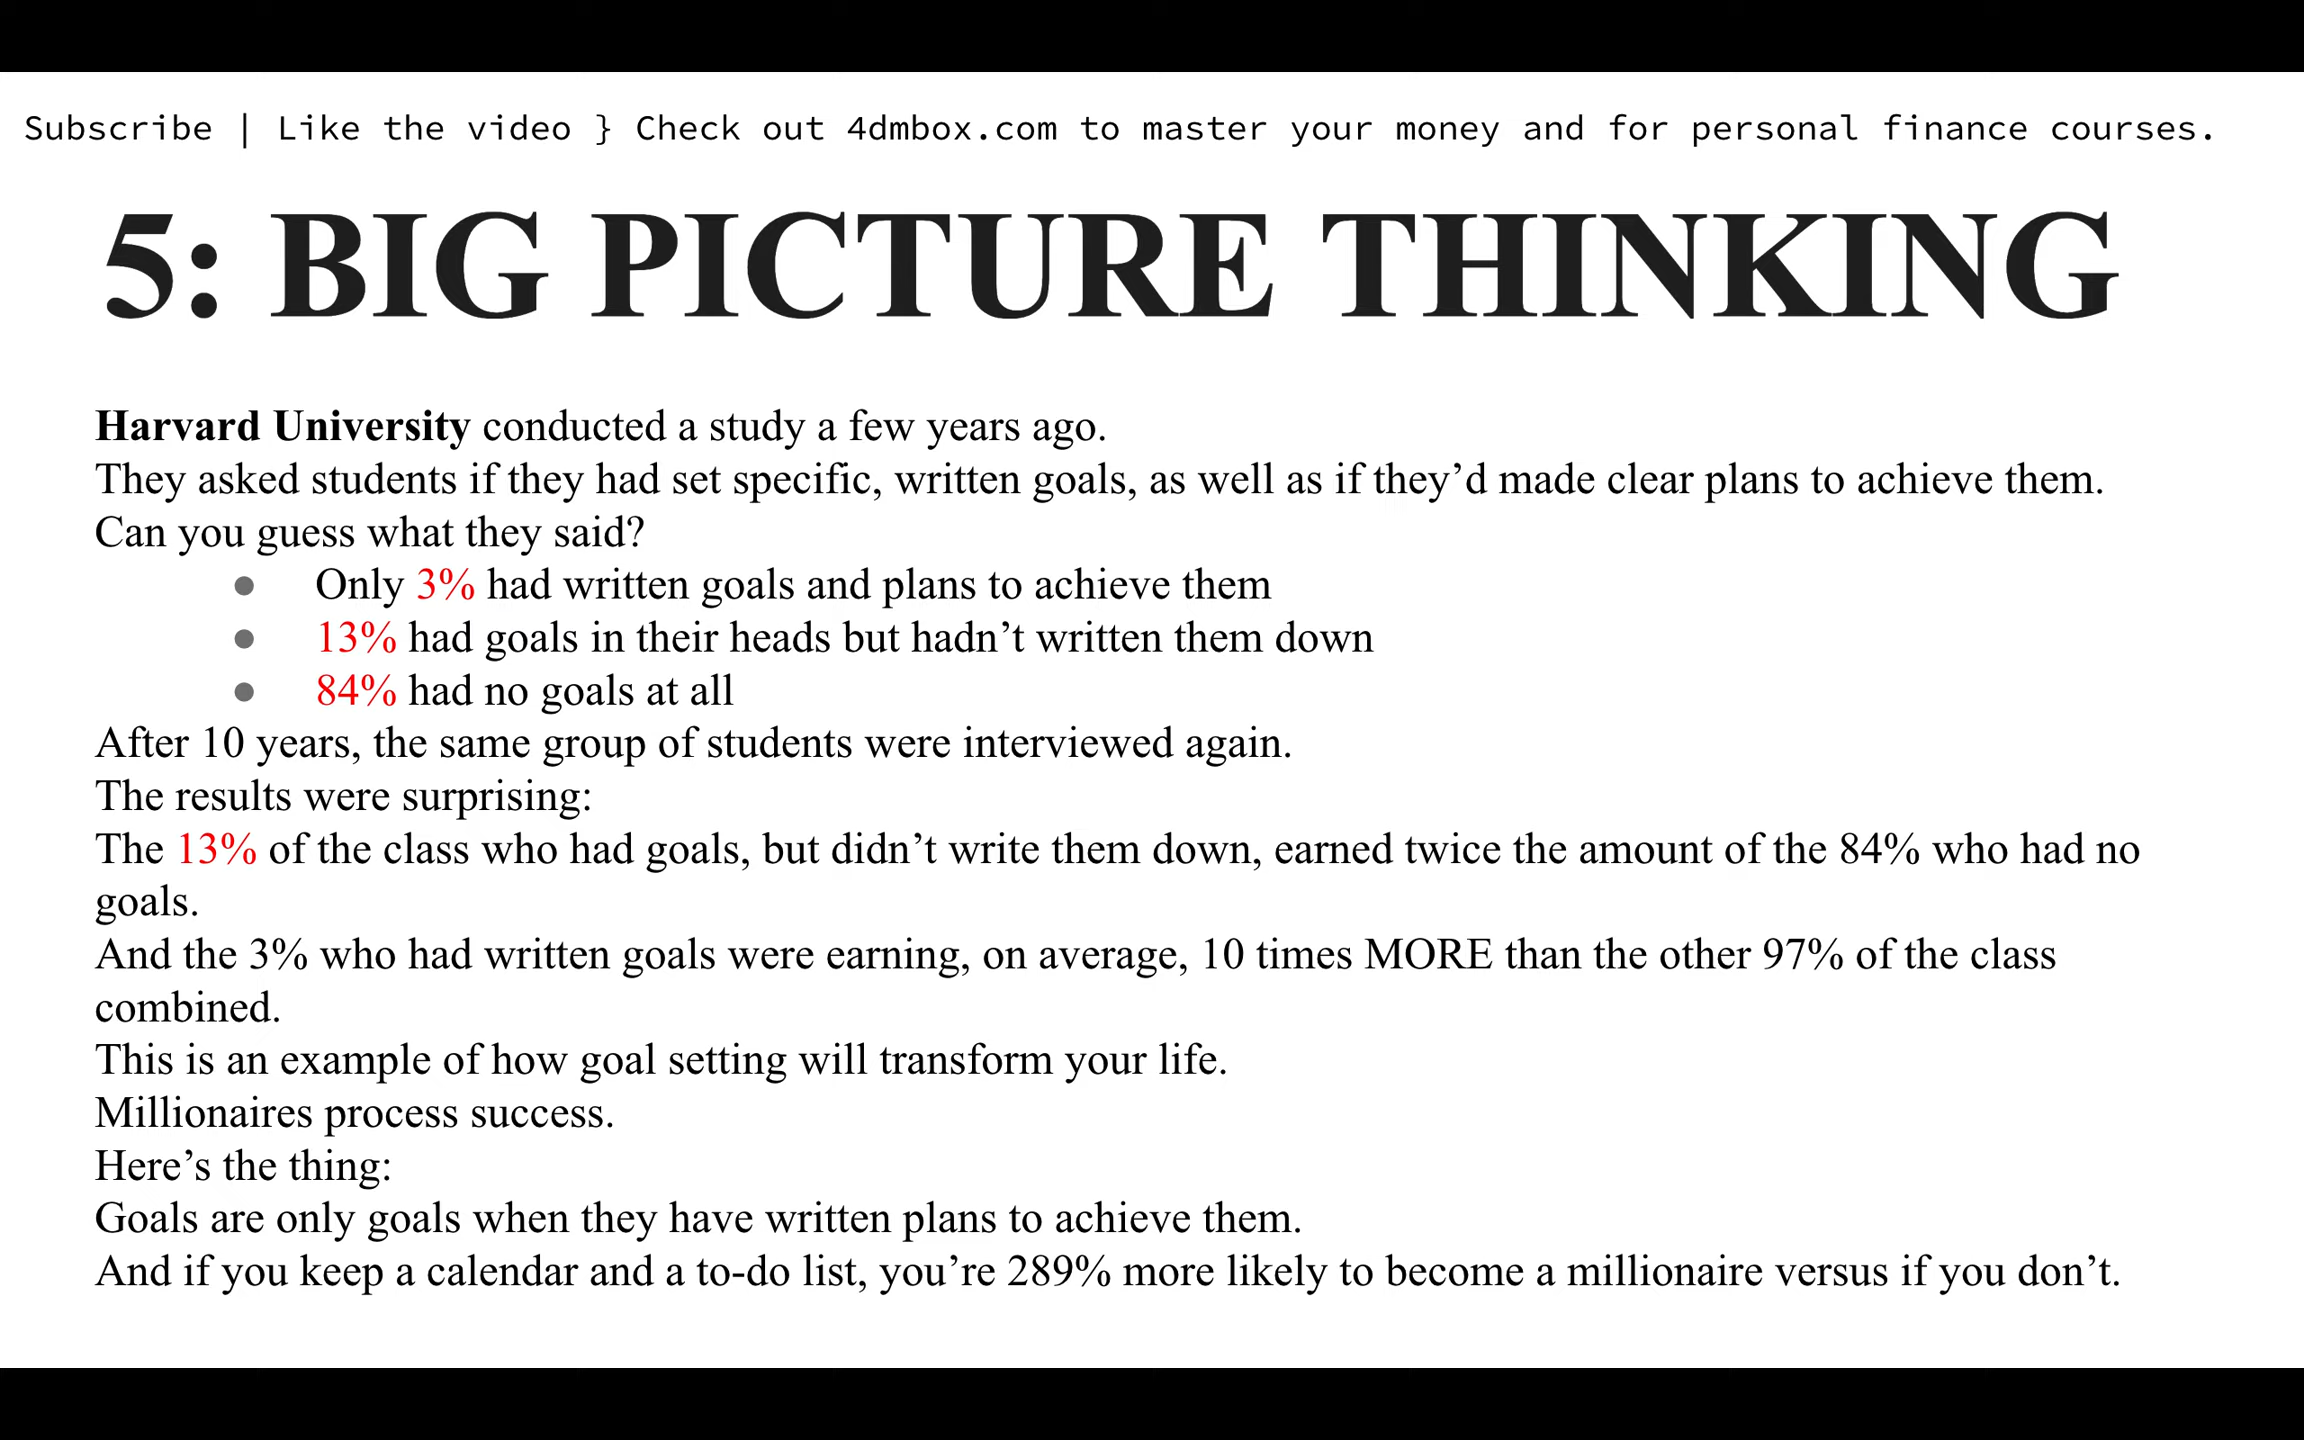 Subscribe | Like the video } Check out 4dmbox.com to master your money and for personal finance courses.
5: BIG PICTURE THINKING
Harvard University conducted a study a few years ago.
They asked students if they had set specific, written goals, as well as if they’d made clear plans to achieve them.
Can you guess what they said?
● Only 3% had written goals and plans to achieve them
● 13% had goals in their heads but hadn’t written them down
● 84% had no goals at all
After 10 years, the same group of students were interviewed again.
The results were surprising:
The 13% of the class who had goals, but didn’t write them down, earned twice the amount of the 84% who had no
goals.
And the 3% who had written goals were earning, on average, 10 times MORE than the other 97% of the class
combined.
This is an example of how goal setting will transform your life.
Millionaires process success.
Here’s the thing:
Goals are only goals when they have written plans to achieve them.
And if you keep a calendar and a to-do list, you’re 289% more likely to become a millionaire versus if you don’t.